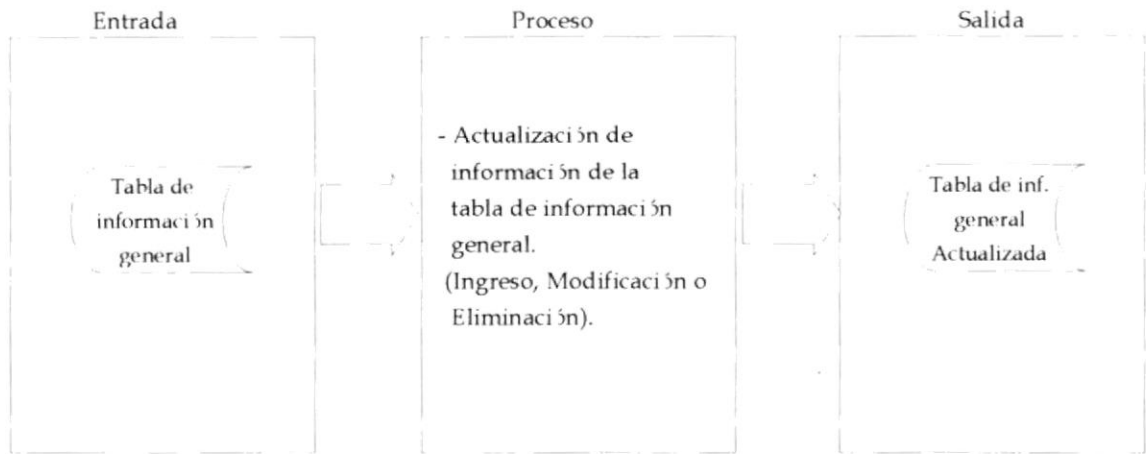 Entrada
Proceso
Salida
Tabla de
información
general
- Actualización de
información de la
tabla de información
general.
(Ingreso, Modificación o
Eliminación).
Tabla de inf.
general
Actualizada